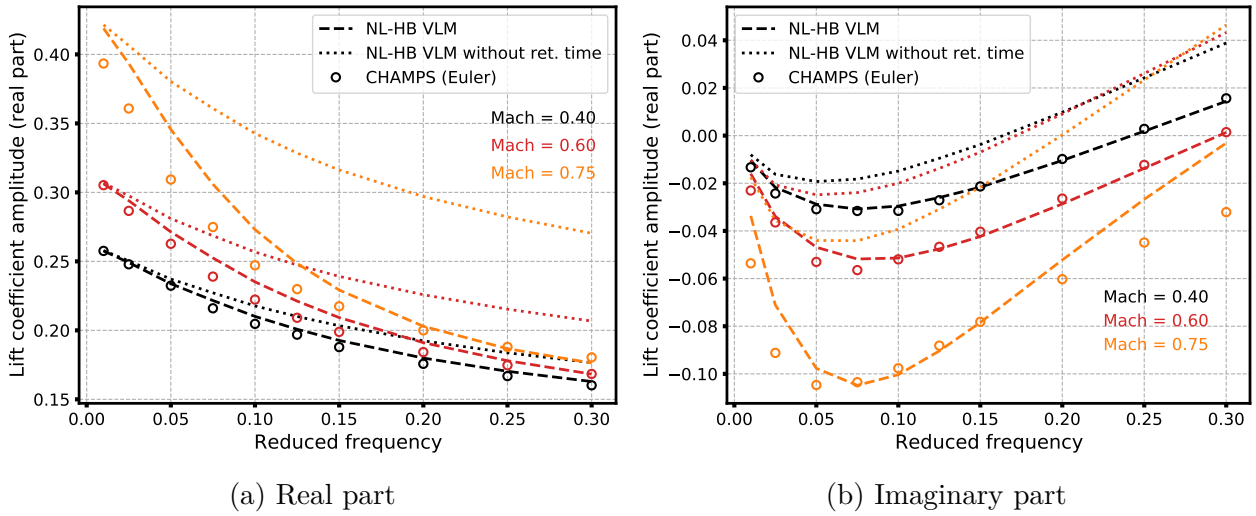 Lift coefficient amplitude (real part)
0.40
0.35
0.30
0.25
0.20
0.15
NL-HB VLM
NL-HB VLM without ret. time
CHAMPS (Euler)
Mach = 0.40
Mach = 0.60
Mach = 0.75
0.00 0.05 0.10 0.15 0.20 0.25 0.30
Reduced frequency
(a) Real part
Lift coefficient amplitude (real part)
0.04
0.02
0.00
−0.02
−0.04
−0.06
−0.08
−0.10
NL-HB VLM
NL-HB VLM without ret. time
CHAMPS (Euler)
Mach = 0.40
Mach = 0.60
Mach = 0.75
0.00 0.05 0.10 0.15 0.20 0.25 0.30
Reduced frequency
(b) Imaginary part